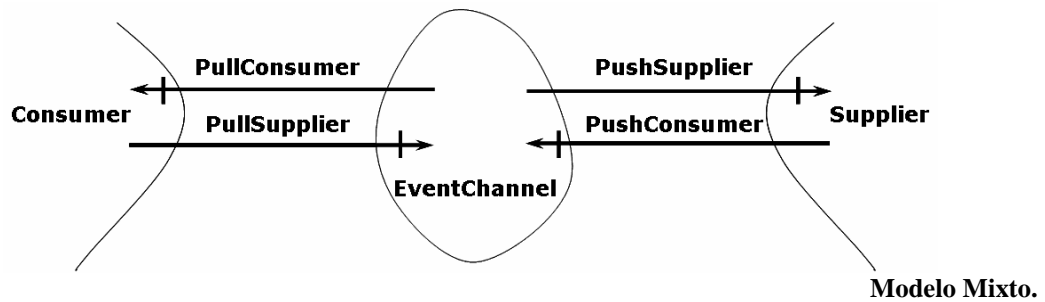 PullConsumer
PushSupplier
Consumer
Supplier
PullSupplier
PushConsumer
EventChannel
Modelo Mixto.